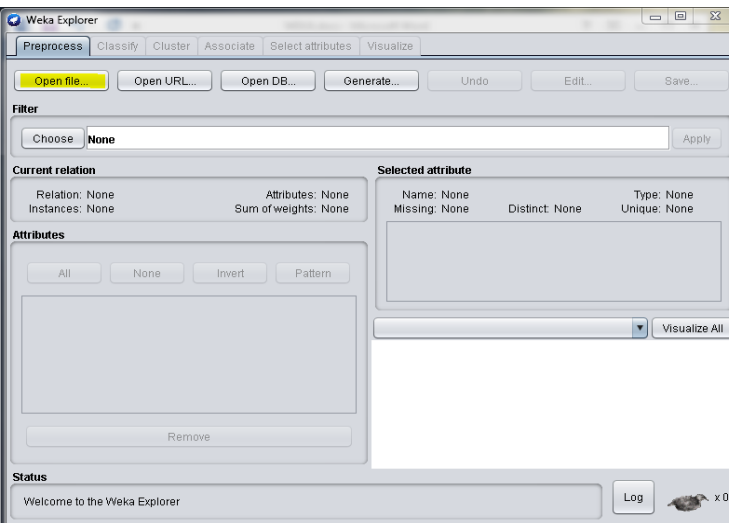 Weka Explorer
Preprocess Classify Cluster Associate Select attributes Visualize
Open file... Open URL... Open DB... Generate... Undo Edit... Save...
Filter
Choose None Apply
Current relation
Relation: None Attributes: None
Instances: None Sum of weights: None
Selected attribute
Name: None Type: None
Missing: None Distinct: None Unique: None
Attributes
All None Invert Pattern
Remove
Visualize All
Status
Welcome to the Weka Explorer
Log x 0